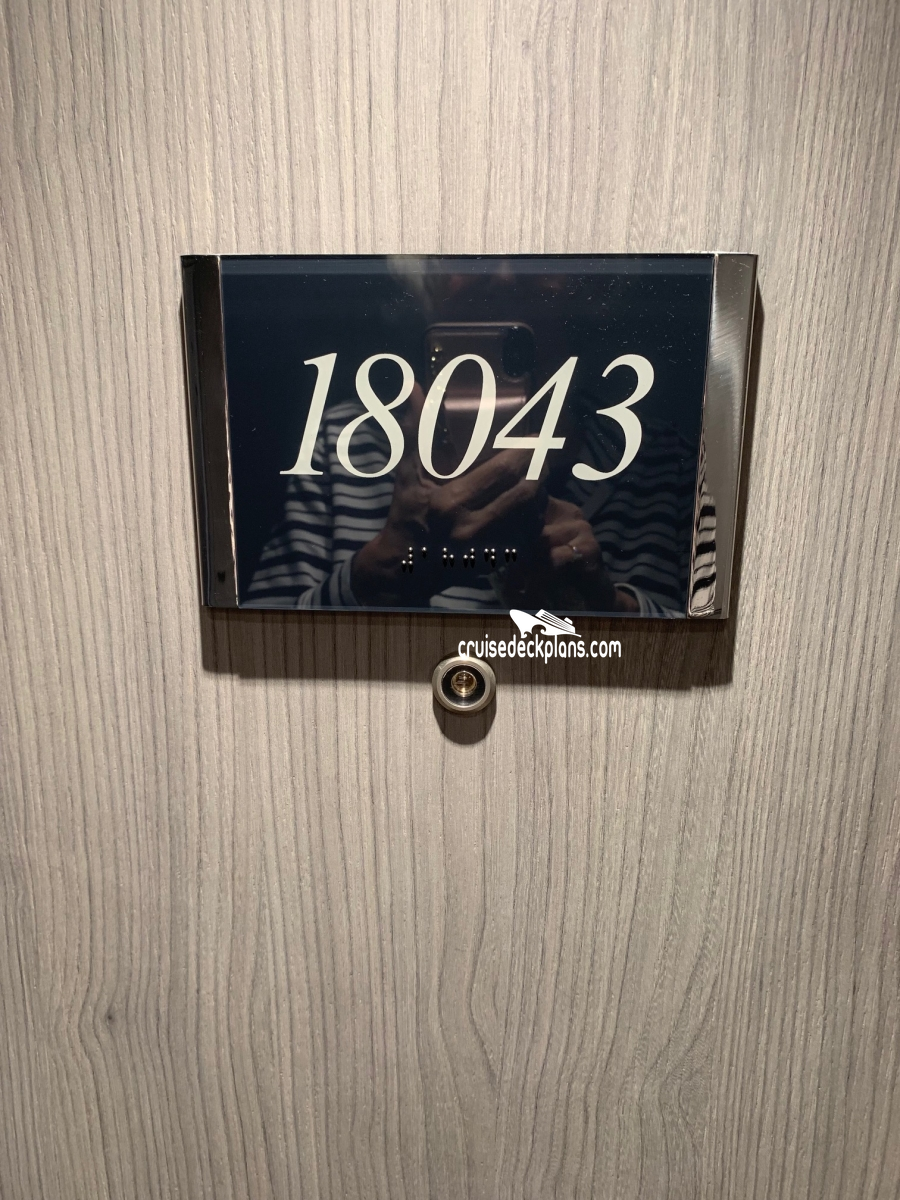 18043
⠼⠁⠓⠚⠙⠉
cruisedeckplans.com